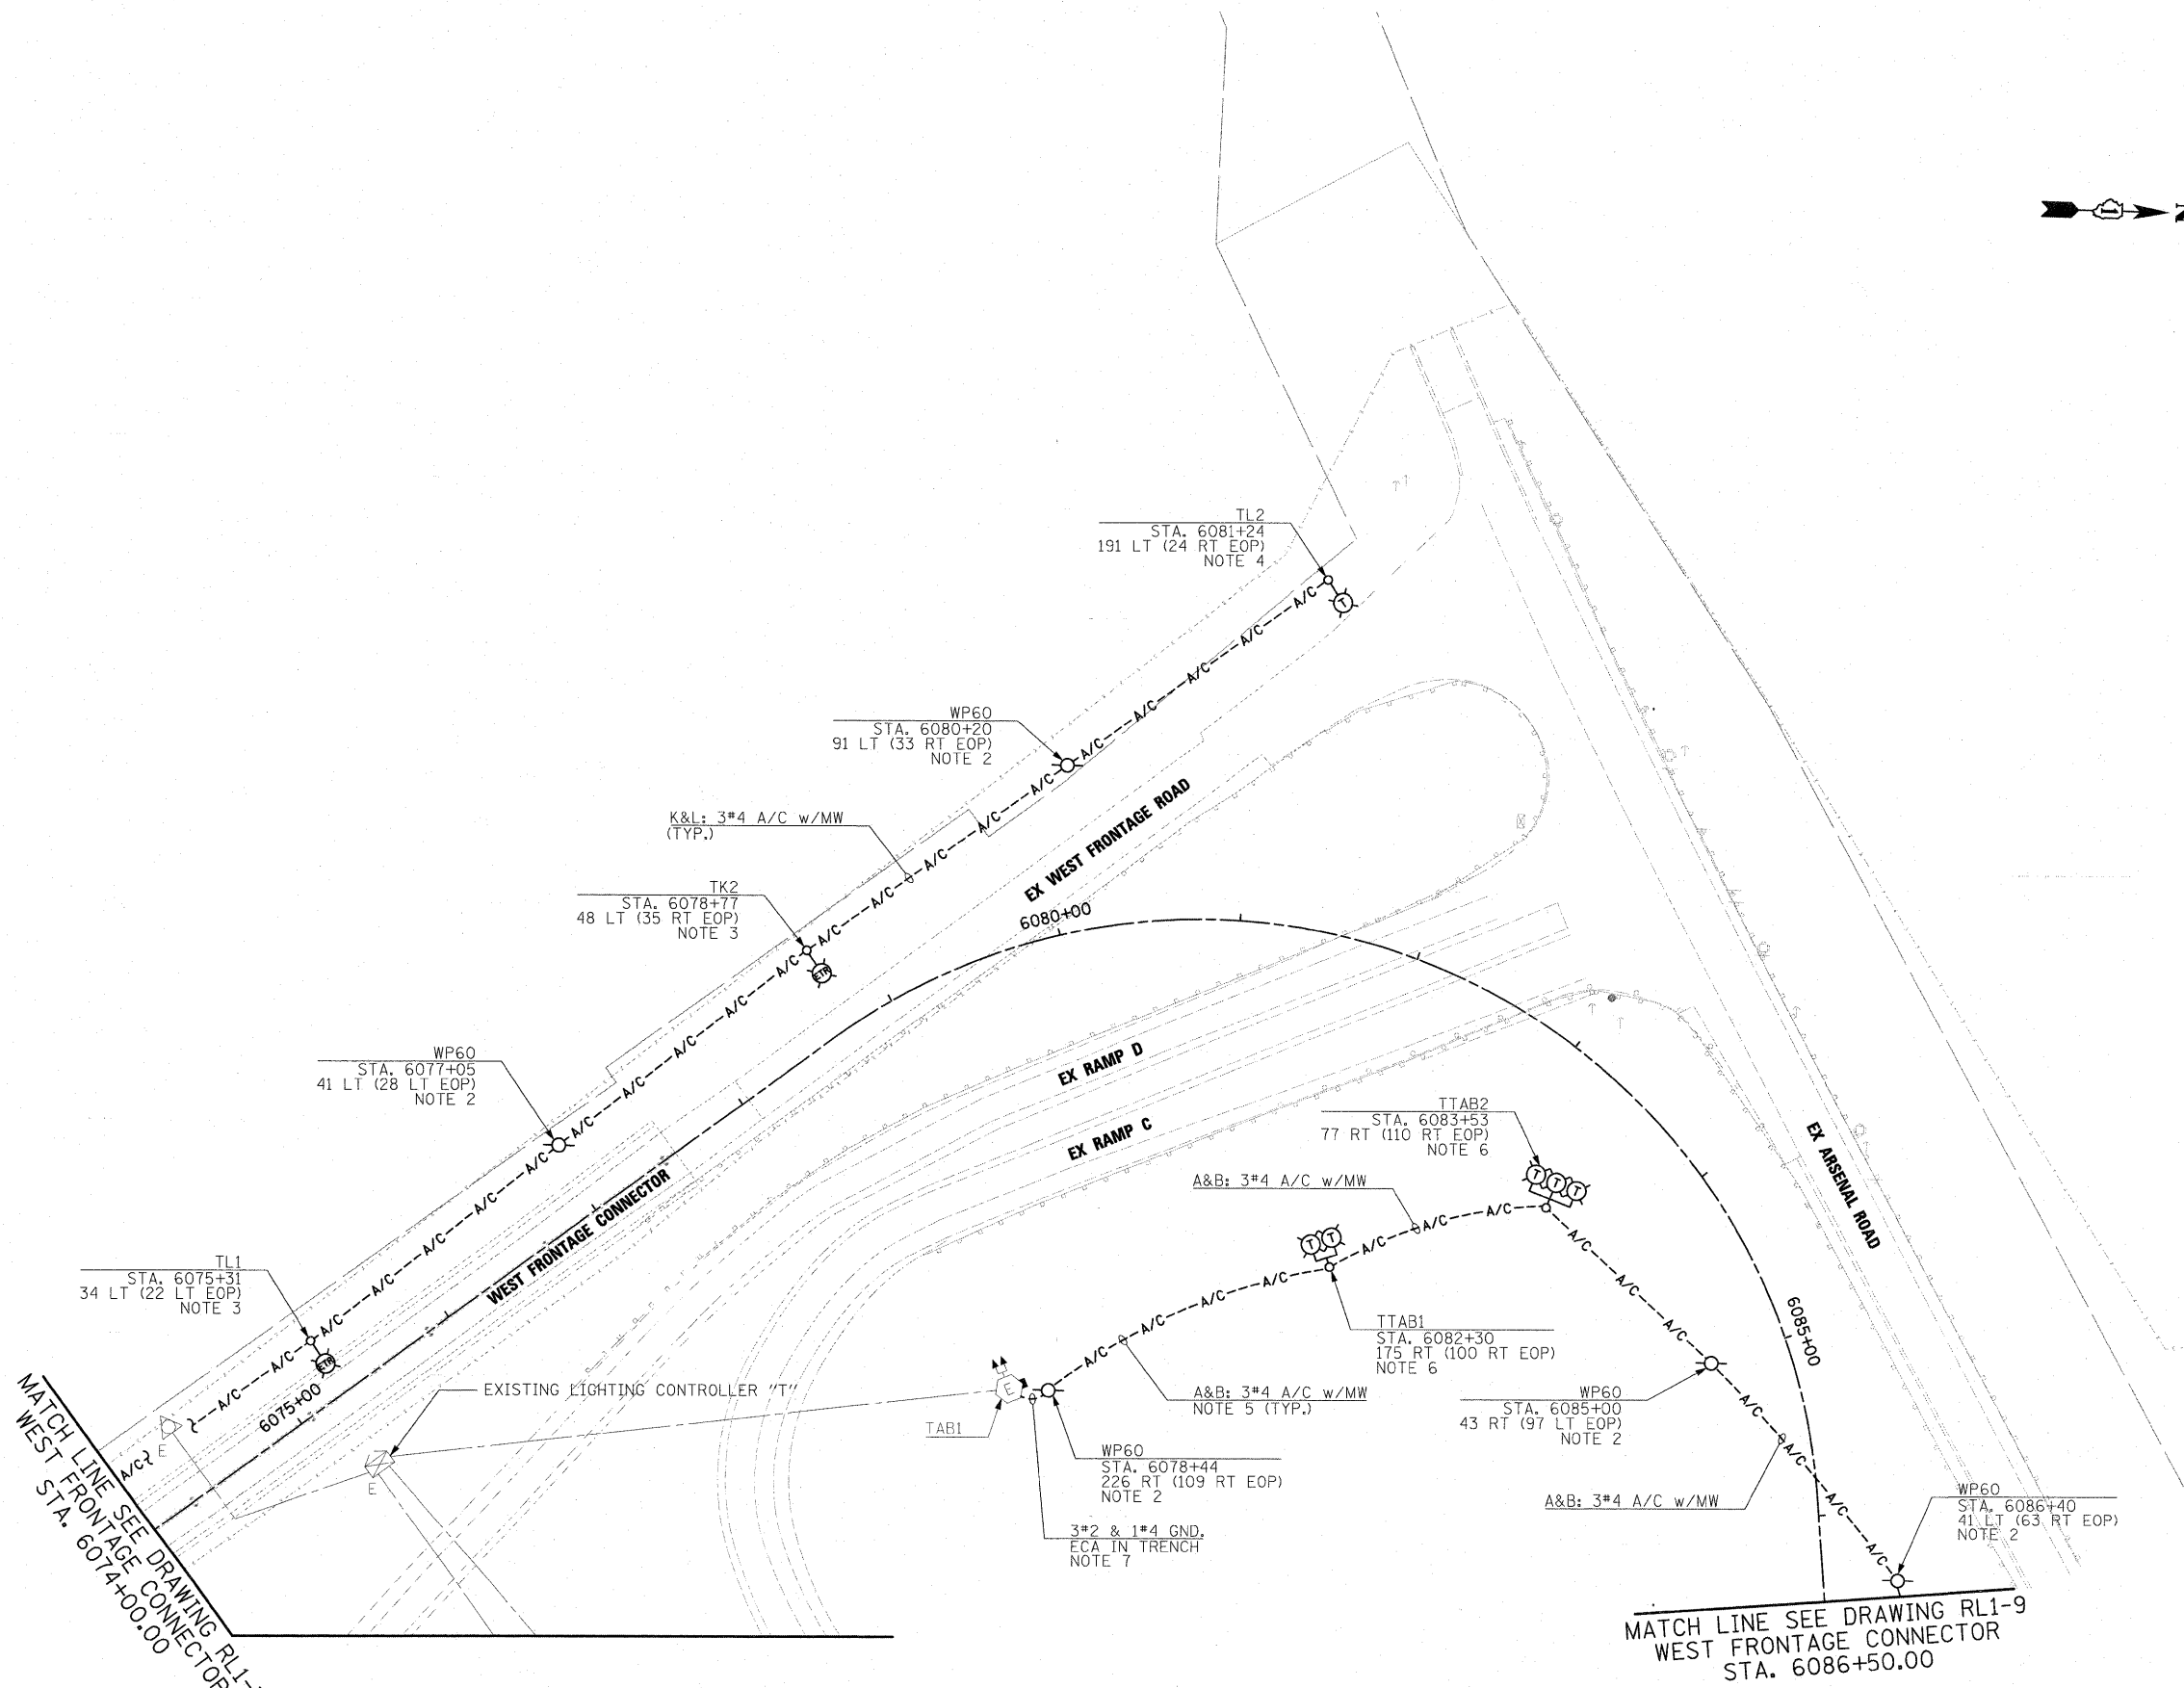 N
TL2
STA. 6081+24
191 LT (24 RT EOP)
NOTE 4
WP60
STA. 6080+20
91 LT (33 RT EOP)
NOTE 2
K&L: 3#4 A/C w/MW
(TYP.)
TK2
STA. 6078+77
48 LT (35 RT EOP)
NOTE 3
WP60
STA. 6077+05
41 LT (28 LT EOP)
NOTE 2
TL1
STA. 6075+31
34 LT (22 LT EOP)
NOTE 3
A/C A/C A/C A/C A/C A/C A/C A/C A/C A/C A/C A/C A/C A/C A/C A/C A/C A/C A/C A/C A/C A/C A/C
T
ETR
ETR
EX WEST FRONTAGE ROAD
6080+00
EX RAMP D
EX RAMP C
WEST FRONTAGE CONNECTOR
6075+00
E
E
EXISTING LIGHTING CONTROLLER "T"
TTAB2
STA. 6083+53
77 RT (110 RT EOP)
NOTE 6
T T T
A&B: 3#4 A/C w/MW
T T
TTAB1
STA. 6082+30
175 RT (100 RT EOP)
NOTE 6
A&B: 3#4 A/C w/MW
NOTE 5 (TYP.)
E
TAB1
WP60
STA. 6078+44
226 RT (109 RT EOP)
NOTE 2
3#2 & 1#4 GND.
ECA IN TRENCH
NOTE 7
A/C A/C A/C A/C A/C A/C A/C A/C A/C A/C A/C A/C A/C A/C
WP60
STA. 6085+00
43 RT (97 LT EOP)
NOTE 2
A&B: 3#4 A/C w/MW
6085+00
EX ARSENAL ROAD
WP60
STA. 6086+40
41 LT (63 RT EOP)
NOTE 2
MATCH LINE SEE DRAWING RL1-
WEST FRONTAGE CONNECTOR
STA. 6074+00.00
MATCH LINE SEE DRAWING RL1-9
WEST FRONTAGE CONNECTOR
STA. 6086+50.00